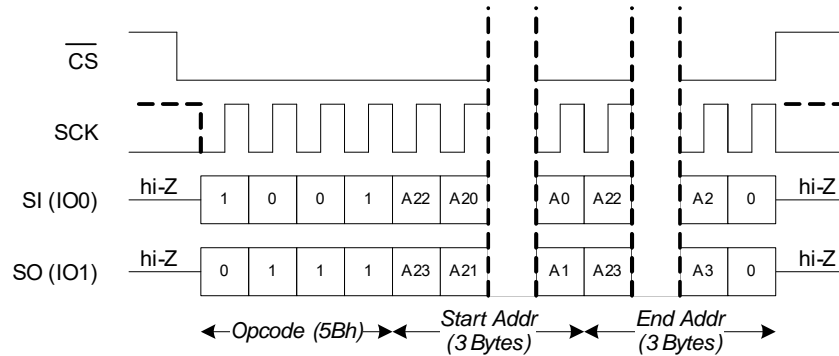 CS
SCK
SI (IO0) hi-Z 1 0 0 1 A22 A20 A0 A22 A2 0 hi-Z
SO (IO1) hi-Z 0 1 1 1 A23 A21 A1 A23 A3 0 hi-Z
Opcode (5Bh) Start Addr (3 Bytes) End Addr (3 Bytes)